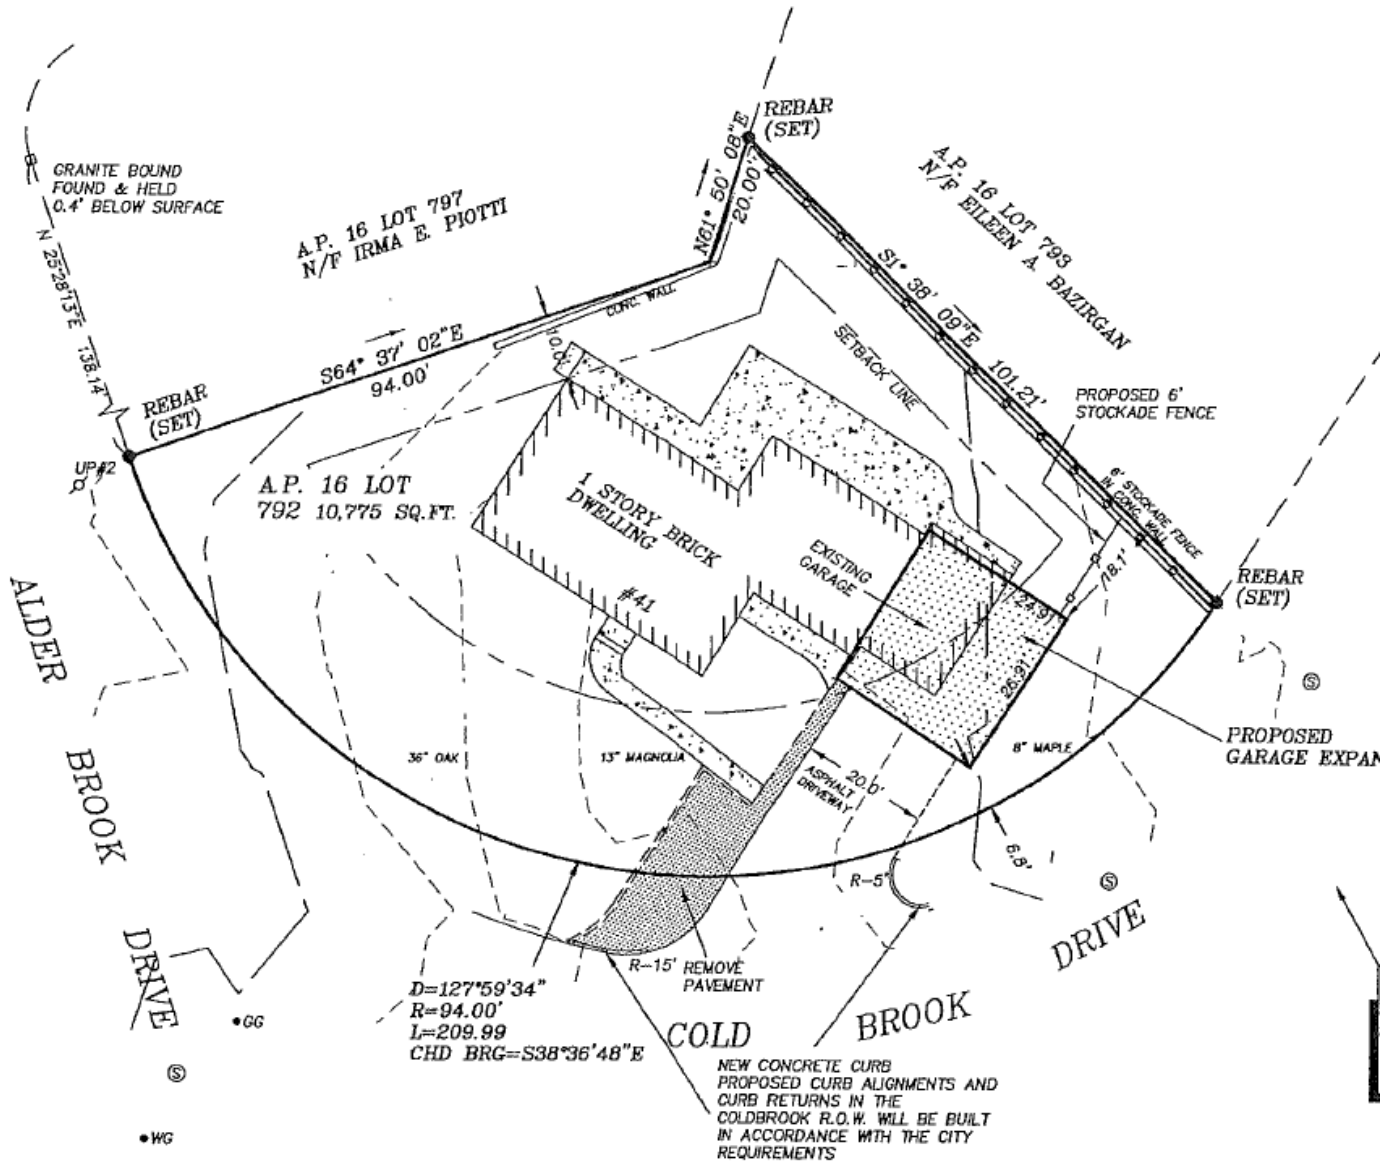 REBAR
(SET)
GRANITE BOUND
FOUND & HELD
0.4' BELOW SURFACE
N 25°28'13"E 138.14'
A.P. 16 LOT 797
N/F IRMA E. PIOTTI
N61° 50' 08"E
20.00'
A.P. 16 LOT 793
N/F EILEEN A. BAZIRGAN
S1° 38' 09"E 101.21'
CONC. WALL
S64° 37' 02"E
94.00'
10.0'
SETBACK LINE
PROPOSED 6'
STOCKADE FENCE
REBAR
(SET)
UP#2
A.P. 16 LOT
792 10,775 SQ.FT.
1 STORY BRICK
DWELLING
#41
EXISTING
GARAGE
6' STOCKADE FENCE
IN CONC. WALL
18.1'
24.9'
26.9'
REBAR
(SET)
S
PROPOSED
GARAGE EXPAN
36" OAK
13" MAGNOLIA
8" MAPLE
20.0'
ASPHALT
DRIVEWAY
6.8'
R-5'
S
ALDER
BROOK
DRIVE
R-15' REMOVE
PAVEMENT
D=127°59'34"
R=94.00'
L=209.99
CHD BRG=S38°36'48"E
COLD
BROOK
DRIVE
GG
S
WG
NEW CONCRETE CURB
PROPOSED CURB ALIGNMENTS AND
CURB RETURNS IN THE
COLDBROOK R.O.W. WILL BE BUILT
IN ACCORDANCE WITH THE CITY
REQUIREMENTS